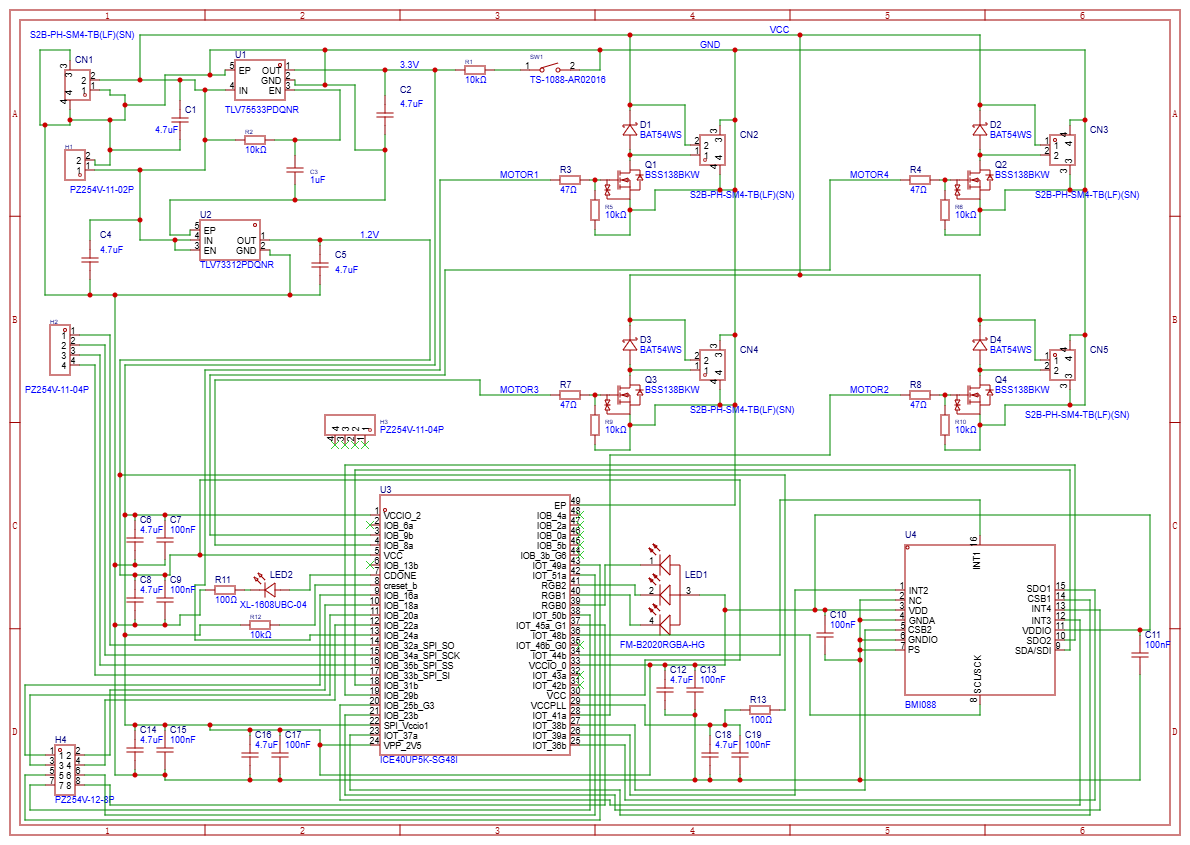 1 2 3 4 5 6
A B C D
S2B-PH-SM4-TB(LF)(SN)
CN1
3 2 1 4
U1
5 EP OUT 1
GND 2
4 IN EN 3
TLV75533PDQNR
C1
4.7uF
R2
10kΩ
C2
4.7uF
C3
1uF
3.3V
R1
10kΩ
SW1
1 2
TS-1088-AR02016
VCC
GND
H1
2
1
PZ254V-11-02P
U2
5 EP
4 IN OUT 1
3 EN GND 2
TLV73312PDQNR
C4
4.7uF
C5
4.7uF
1.2V
D1
BAT54WS
CN2
Q1
BSS138BKW
MOTOR1
R3
47Ω
R5
10kΩ
S2B-PH-SM4-TB(LF)(SN)
D2
BAT54WS
CN3
Q2
BSS138BKW
MOTOR4
R4
47Ω
R6
10kΩ
S2B-PH-SM4-TB(LF)(SN)
H2
1
2
3
4
PZ254V-11-04P
D3
BAT54WS
CN4
Q3
BSS138BKW
MOTOR3
R7
47Ω
R9
10kΩ
S2B-PH-SM4-TB(LF)(SN)
D4
BAT54WS
CN5
Q4
BSS138BKW
MOTOR2
R8
47Ω
R10
10kΩ
S2B-PH-SM4-TB(LF)(SN)
H3
4 3 2 1
PZ254V-11-04P
U3
EP 49
1 VCCIO_2 IOB_4a 48
2 IOB_6a IOB_2a 47
3 IOB_9b IOB_0a 46
4 IOB_8a IOB_5b 45
5 VCC IOB_3b_G6 44
6 IOB_13b IOT_49a 43
7 CDONE IOT_51a 42
8 reset_b RGB2 41
9 IOB_16a RGB1 40
10 IOB_18a RGB0 39
11 IOB_20a IOT_50b 38
12 IOB_22a IOT_45a_G1 37
13 IOB_24a IOT_48b 36
14 IOB_32a_SPI_SO IOT_46b_G0 35
15 IOB_34a_SPI_SCK IOT_44b 34
16 IOB_35b_SPI_SS VCCIO_0 33
17 IOB_33b_SPI_SI IOT_43a 32
18 IOB_31b IOT_42b 31
19 IOB_29b VCC 30
20 IOB_25b_G3 VCCPLL 29
21 IOB_23b IOT_41a 28
22 SPI_Vccio1 IOT_38b 27
23 IOT_37a IOT_39a 26
24 VPP_2V5 IOT_36b 25
ICE40UP5K-SG48I
C6
4.7uF
C7
100nF
C8
4.7uF
C9
100nF
R11
100Ω
LED2
XL-1608UBC-04
R12
10kΩ
LED1
1
2
3
4
FM-B2020RGBA-HG
C12
4.7uF
C13
100nF
R13
100Ω
C18
4.7uF
C19
100nF
C10
100nF
C11
100nF
U4
INT1 16
1 INT2 SDO1 15
2 NC CSB1 14
3 VDD INT4 13
4 GNDA INT3 12
5 CSB2 VDDIO 11
6 GNDIO SDO2 10
7 PS SDA/SDI 9
8 SCL/SCK
BMI088
C14
4.7uF
C15
100nF
C16
4.7uF
C17
100nF
H4
1 1 2 2
3 3 4 4
5 5 6 6
7 7 8 8
PZ254V-12-8P
1 2 3 4 5 6